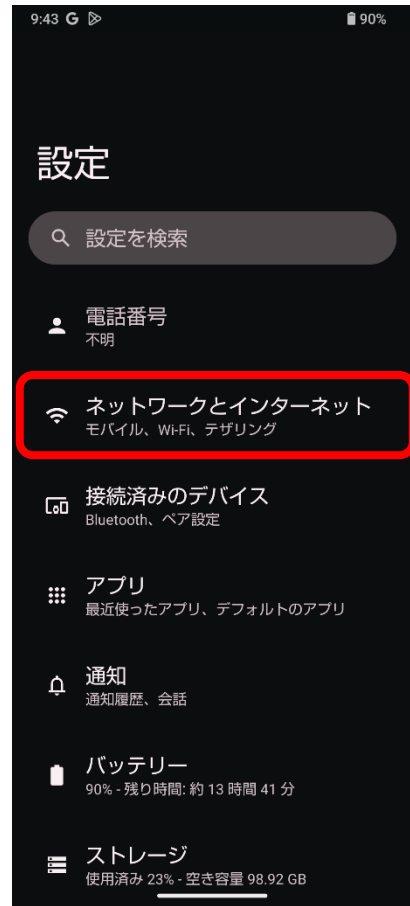 9:43 G 90%
設定
設定を検索
電話番号
不明
ネットワークとインターネット
モバイル、Wi-Fi、テザリング
接続済みのデバイス
Bluetooth、ペア設定
アプリ
最近使ったアプリ、デフォルトのアプリ
通知
通知履歴、会話
バッテリー
90% - 残り時間: 約 13 時間 41 分
ストレージ
使用済み 23% - 空き容量 98.92 GB